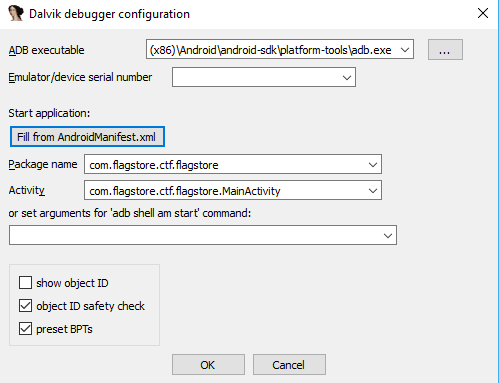 Dalvik debugger configuration
ADB executable (x86)\Android\android-sdk\platform-tools\adb.exe ...
Emulator/device serial number
Start application:
Fill from AndroidManifest.xml
Package name com.flagstore.ctf.flagstore
Activity com.flagstore.ctf.flagstore.MainActivity
or set arguments for 'adb shell am start' command:
show object ID
object ID safety check
preset BPTs
OK Cancel